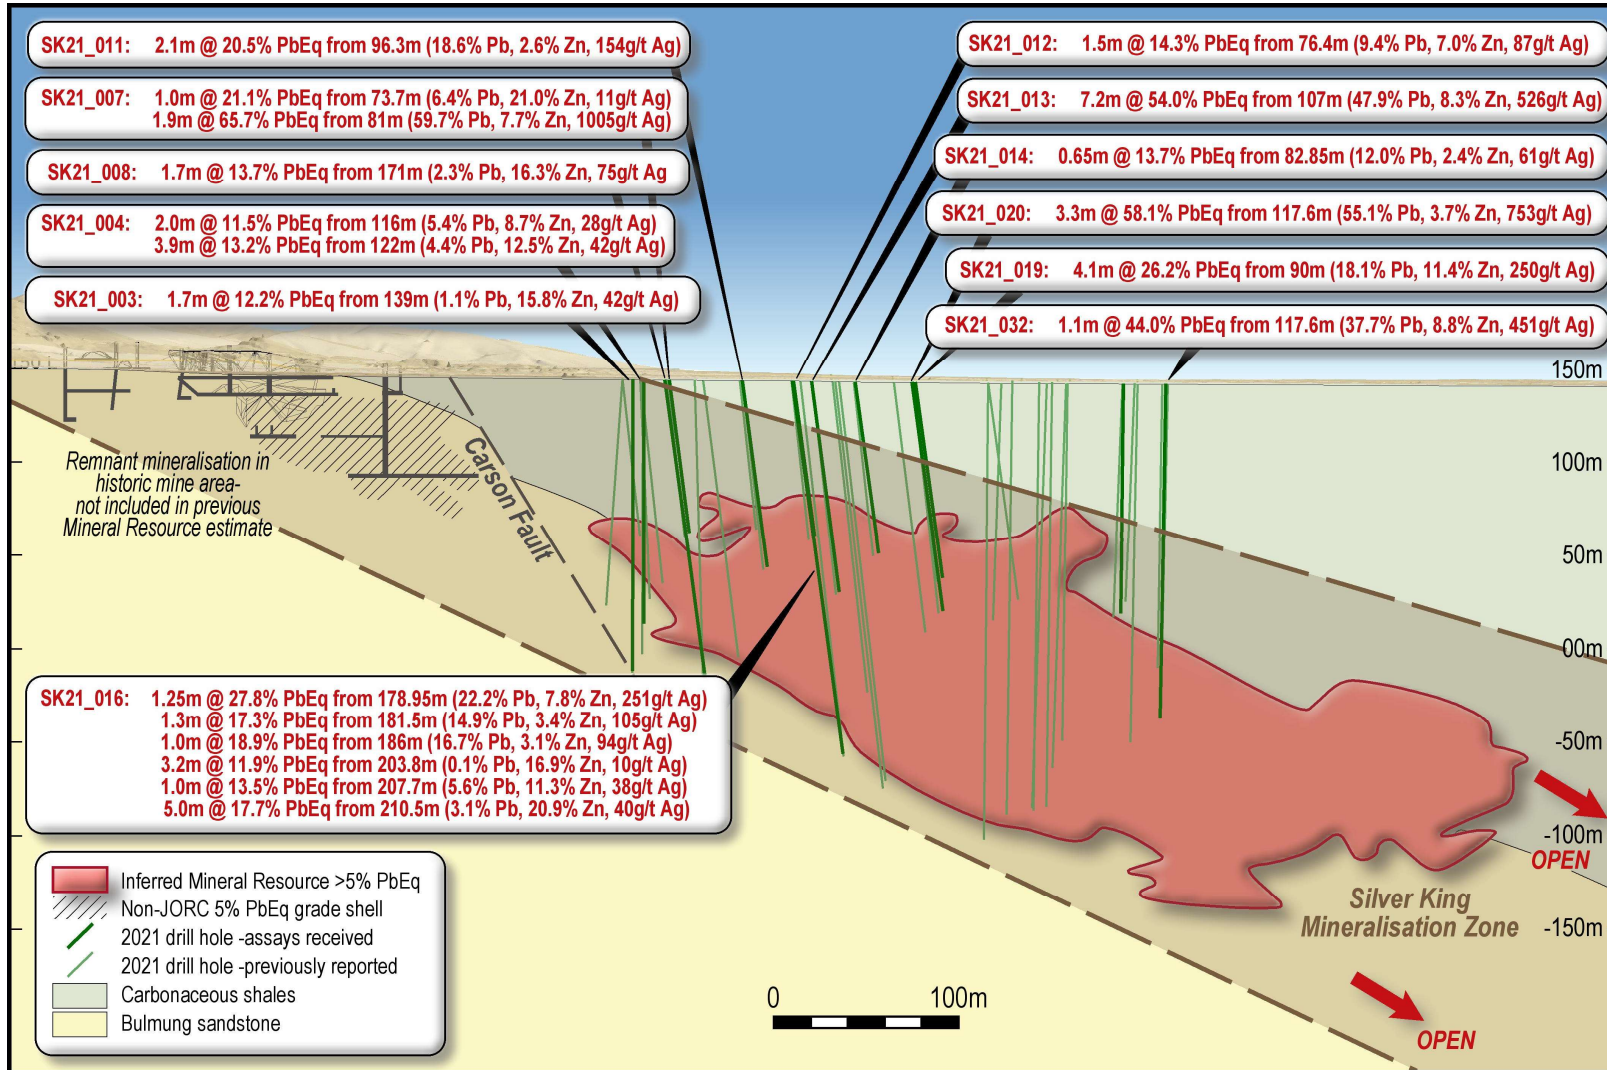 SK21_011: 2.1m @ 20.5% PbEq from 96.3m (18.6% Pb, 2.6% Zn, 154g/t Ag)
SK21_007: 1.0m @ 21.1% PbEq from 73.7m (6.4% Pb, 21.0% Zn, 11g/t Ag)
1.9m @ 65.7% PbEq from 81m (59.7% Pb, 7.7% Zn, 1005g/t Ag)
SK21_008: 1.7m @ 13.7% PbEq from 171m (2.3% Pb, 16.3% Zn, 75g/t Ag
SK21_004: 2.0m @ 11.5% PbEq from 116m (5.4% Pb, 8.7% Zn, 28g/t Ag)
3.9m @ 13.2% PbEq from 122m (4.4% Pb, 12.5% Zn, 42g/t Ag)
SK21_003: 1.7m @ 12.2% PbEq from 139m (1.1% Pb, 15.8% Zn, 42g/t Ag)
SK21_012: 1.5m @ 14.3% PbEq from 76.4m (9.4% Pb, 7.0% Zn, 87g/t Ag)
SK21_013: 7.2m @ 54.0% PbEq from 107m (47.9% Pb, 8.3% Zn, 526g/t Ag)
SK21_014: 0.65m @ 13.7% PbEq from 82.85m (12.0% Pb, 2.4% Zn, 61g/t Ag)
SK21_020: 3.3m @ 58.1% PbEq from 117.6m (55.1% Pb, 3.7% Zn, 753g/t Ag)
SK21_019: 4.1m @ 26.2% PbEq from 90m (18.1% Pb, 11.4% Zn, 250g/t Ag)
SK21_032: 1.1m @ 44.0% PbEq from 117.6m (37.7% Pb, 8.8% Zn, 451g/t Ag)
150m
100m
50m
00m
-50m
-100m
-150m
Remnant mineralisation in
historic mine area-
not included in previous
Mineral Resource estimate
Carson Fault
SK21_016: 1.25m @ 27.8% PbEq from 178.95m (22.2% Pb, 7.8% Zn, 251g/t Ag)
1.3m @ 17.3% PbEq from 181.5m (14.9% Pb, 3.4% Zn, 105g/t Ag)
1.0m @ 18.9% PbEq from 186m (16.7% Pb, 3.1% Zn, 94g/t Ag)
3.2m @ 11.9% PbEq from 203.8m (0.1% Pb, 16.9% Zn, 10g/t Ag)
1.0m @ 13.5% PbEq from 207.7m (5.6% Pb, 11.3% Zn, 38g/t Ag)
5.0m @ 17.7% PbEq from 210.5m (3.1% Pb, 20.9% Zn, 40g/t Ag)
OPEN
Silver King
Mineralisation Zone
OPEN
Inferred Mineral Resource >5% PbEq
Non-JORC 5% PbEq grade shell
2021 drill hole -assays received
2021 drill hole -previously reported
Carbonaceous shales
Bulmung sandstone
0 100m